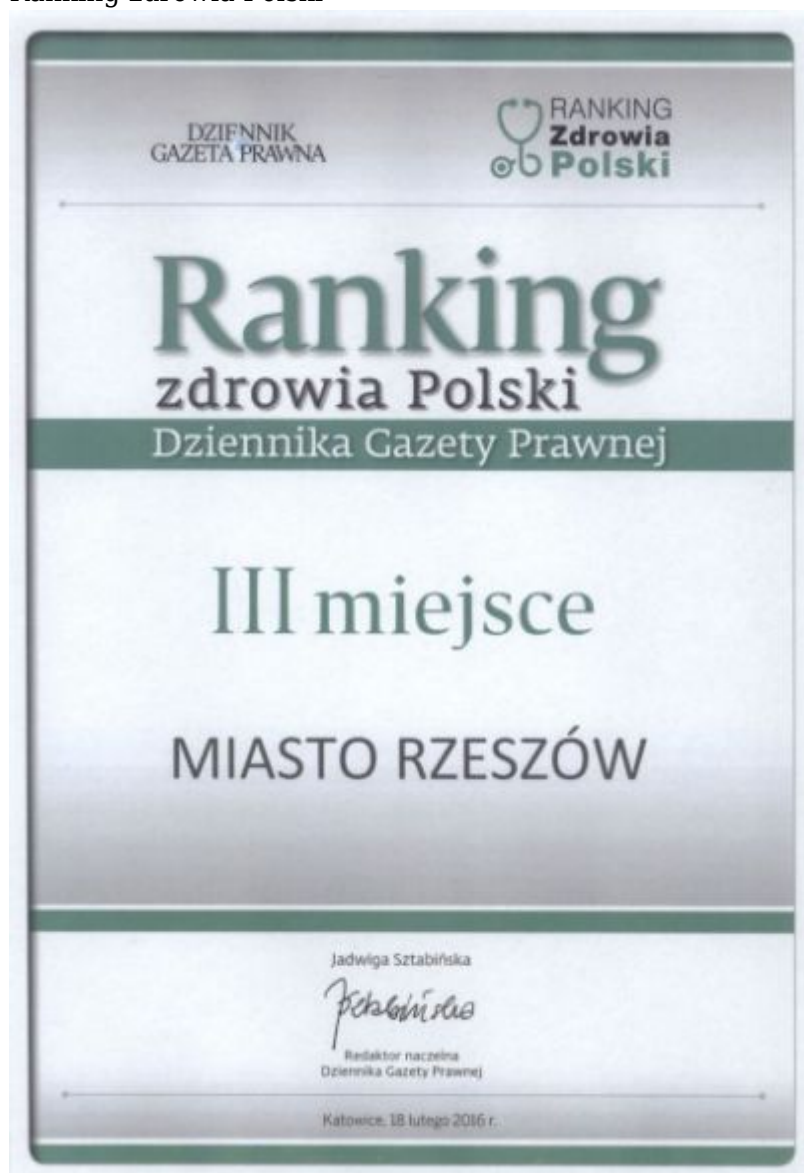 Ranking Zdrowia Polski
DZIENNIK
GAZETA PRAWNA
RANKING
Zdrowia
Polski
Ranking
zdrowia Polski
Dziennika Gazety Prawnej
III miejsce
MIASTO RZESZÓW
Jadwiga Sztabińska
Redaktor naczelna
Dziennika Gazety Prawnej
Katowice, 18 lutego 2016 r.